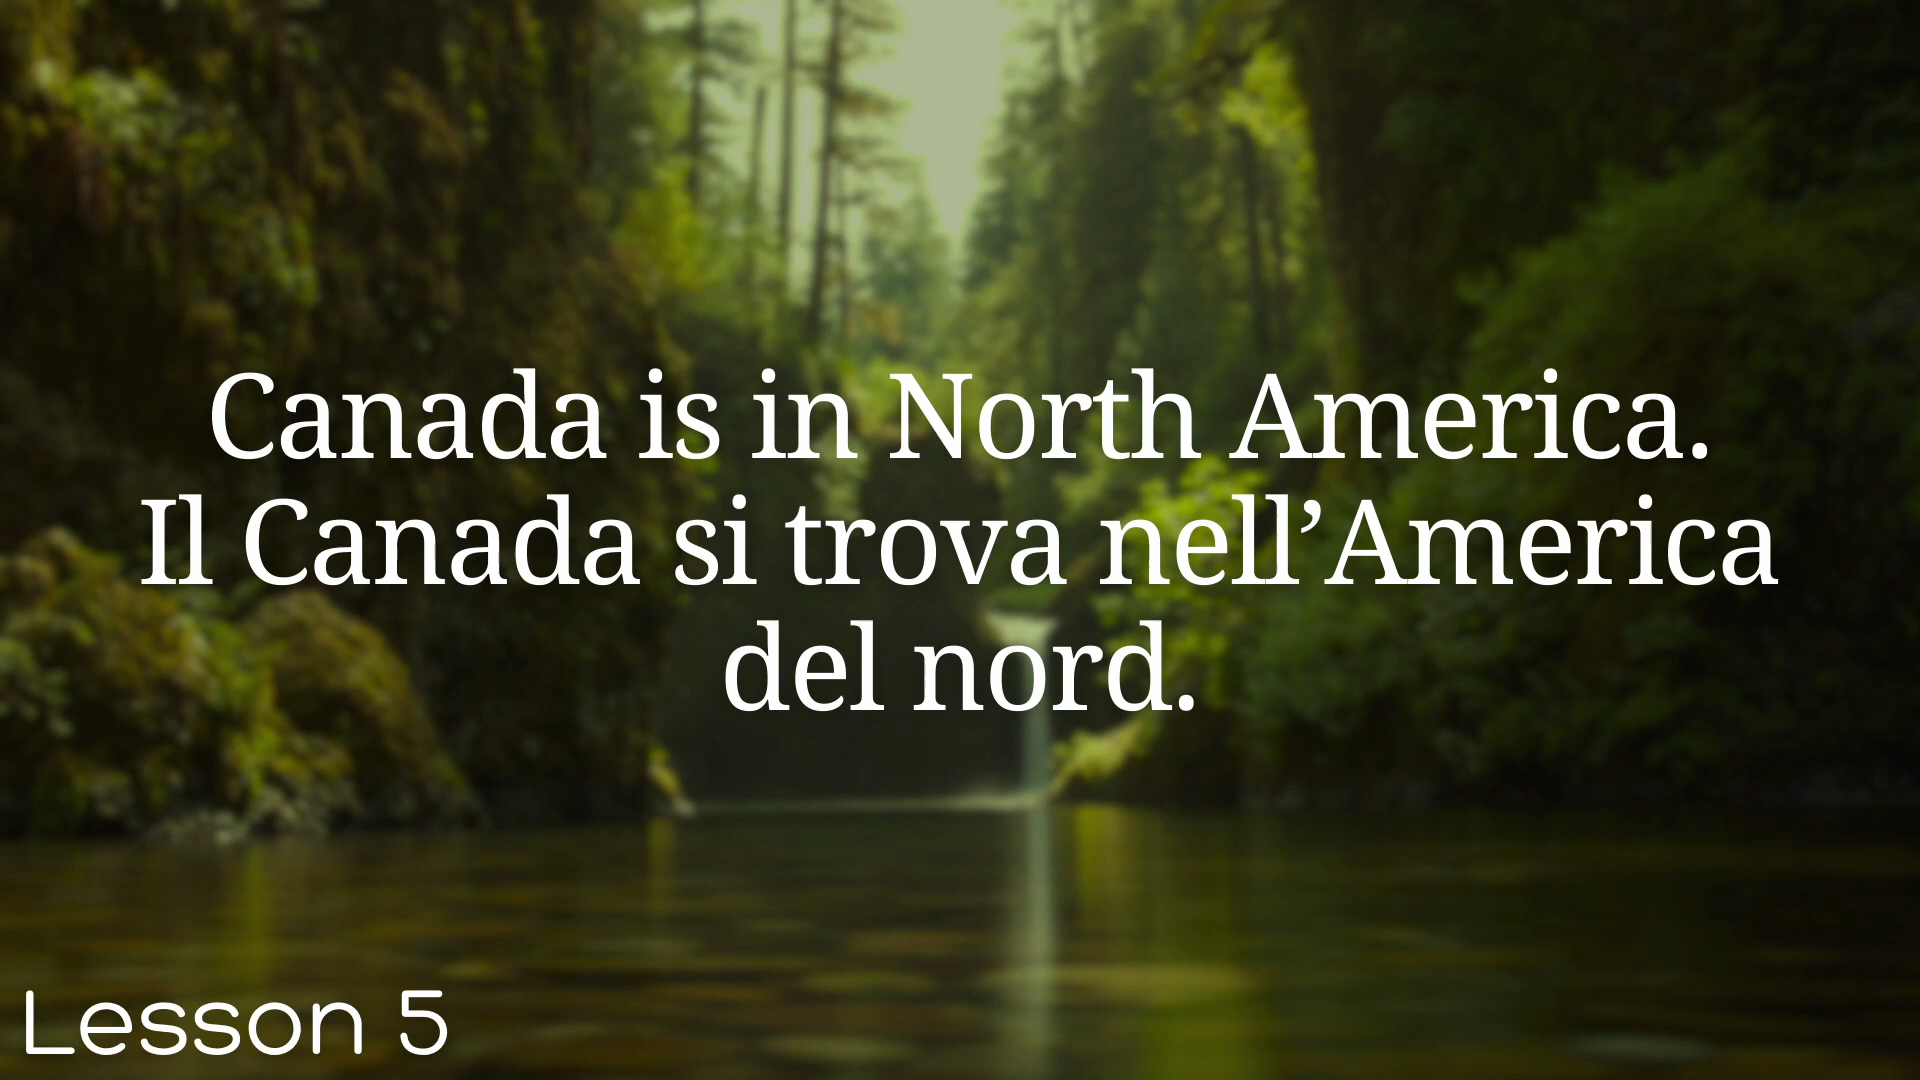 Canada is in North America.
Il Canada si trova nell’America
del nord.
Lesson 5